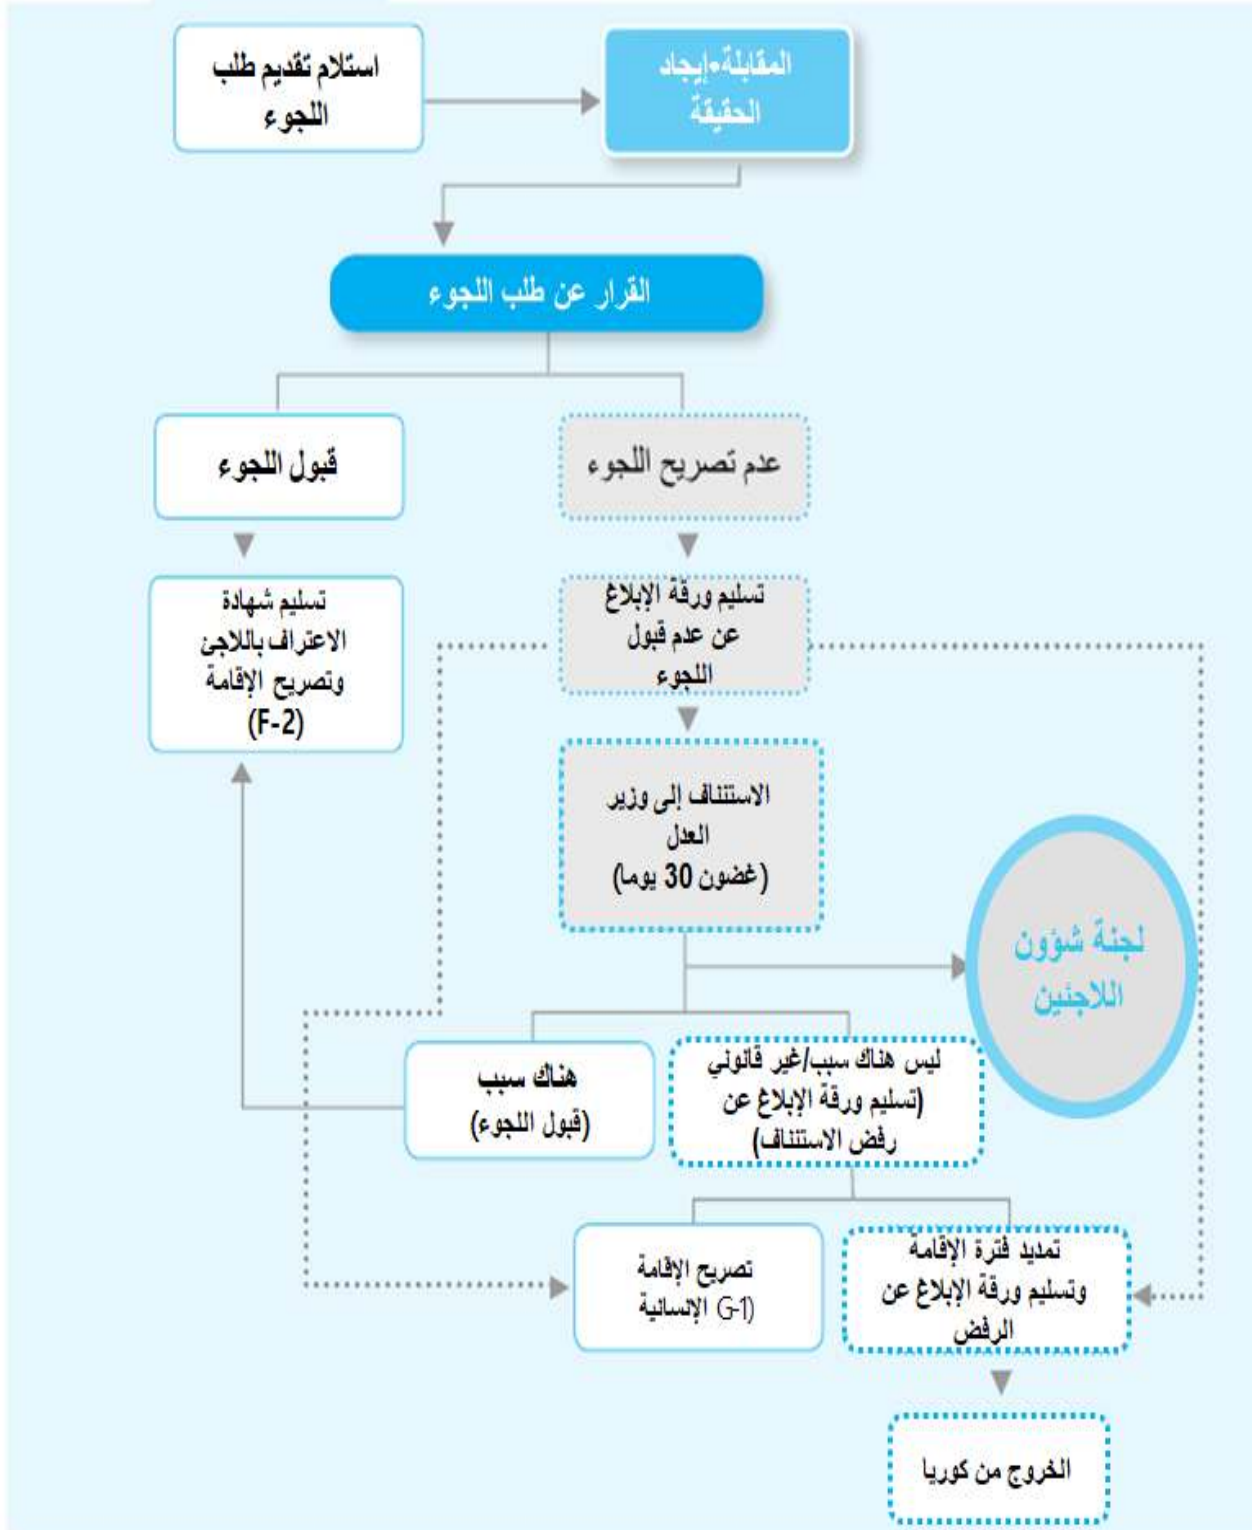 استلام تقديم طلب
اللجوء
المقابلة•إيجاد
الحقيقة
القرار عن طلب اللجوء
قبول اللجوء
عدم تصريح اللجوء
تسليم شهادة
الاعتراف باللاجئ
وتصريح الإقامة
(F-2)
تسليم ورقة الإبلاغ
عن عدم قبول
اللجوء
الاستئناف إلى وزير
العدل
(غضون 30 يوما)
لجنة شؤون
اللاجئين
هناك سبب
(قبول اللجوء)
ليس هناك سبب/غير قانوني
(تسليم ورقة الإبلاغ عن
رفض الاستئناف)
تصريح الإقامة
الإنسانية G-1)
تمديد فترة الإقامة
وتسليم ورقة الإبلاغ عن
الرفض
الخروج من كوريا